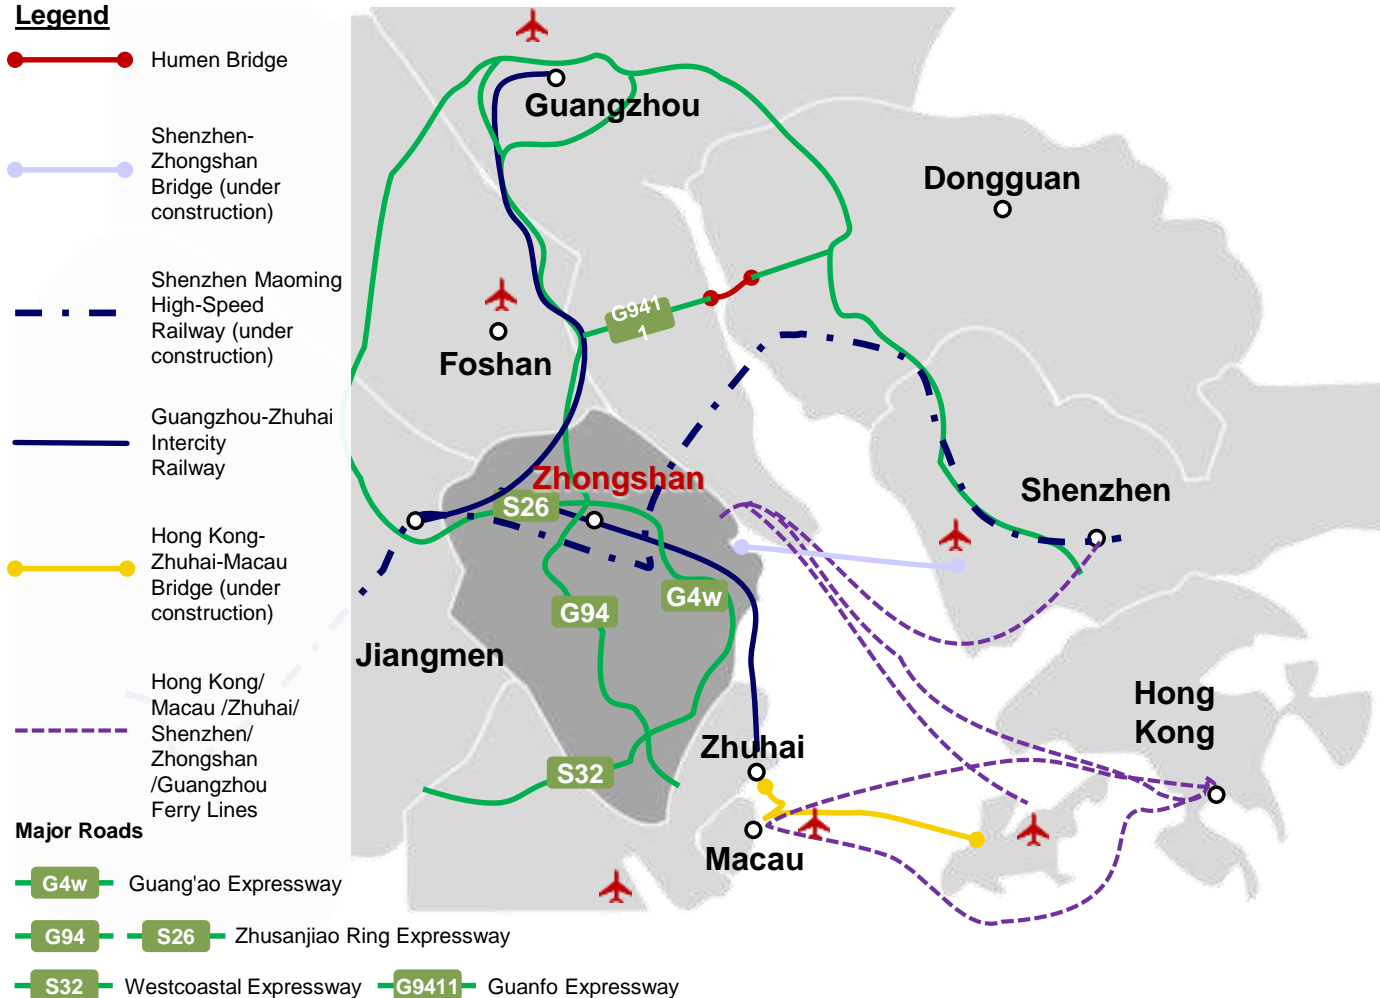 Legend
Humen Bridge
Shenzhen-
Zhongshan
Bridge (under
construction)
Shenzhen Maoming
High-Speed
Railway (under
construction)
Guangzhou-Zhuhai
Intercity
Railway
Hong Kong-
Zhuhai-Macau
Bridge (under
construction)
Hong Kong/
Macau /Zhuhai/
Shenzhen/
Zhongshan
/Guangzhou
Ferry Lines
Major Roads
G4w Guang'ao Expressway
G94 S26 Zhusanjiao Ring Expressway
S32 Westcoastal Expressway G9411 Guanfo Expressway
Guangzhou
Dongguan
G941
1
Foshan
Zhongshan
S26
Shenzhen
G94
G4w
Jiangmen
Hong
Kong
Zhuhai
S32
Macau